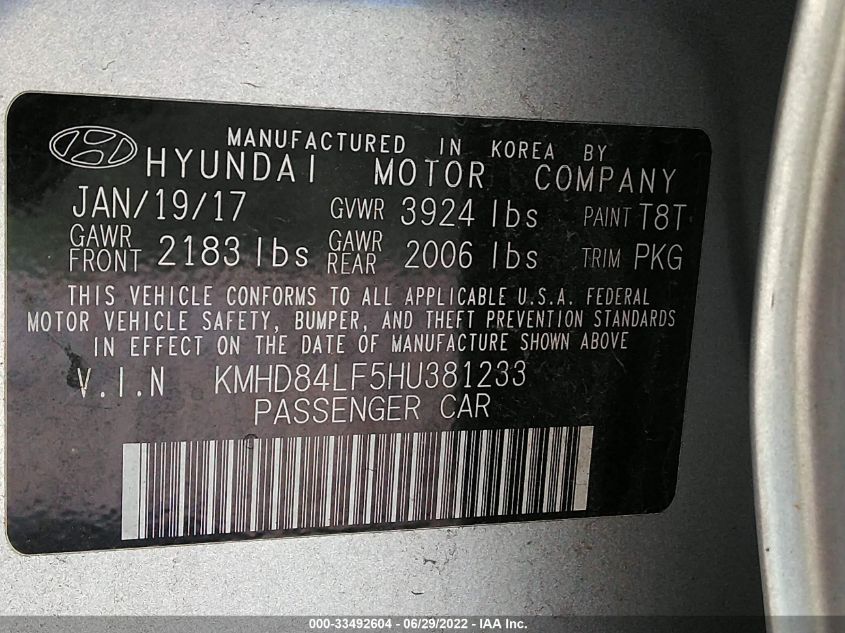 MANUFACTURED IN KOREA BY
HYUNDAI MOTOR COMPANY
JAN/19/17 GVWR 3924 lbs PAINT T8T
GAWR FRONT 2183 lbs GAWR REAR 2006 lbs TRIM PKG
THIS VEHICLE CONFORMS TO ALL APPLICABLE U.S.A. FEDERAL
MOTOR VEHICLE SAFETY, BUMPER, AND THEFT PREVENTION STANDARDS
IN EFFECT ON THE DATE OF MANUFACTURE SHOWN ABOVE
V.I.N KMHD84LF5HU381233
PASSENGER CAR
000-33492604 - 06/29/2022 - IAA Inc.